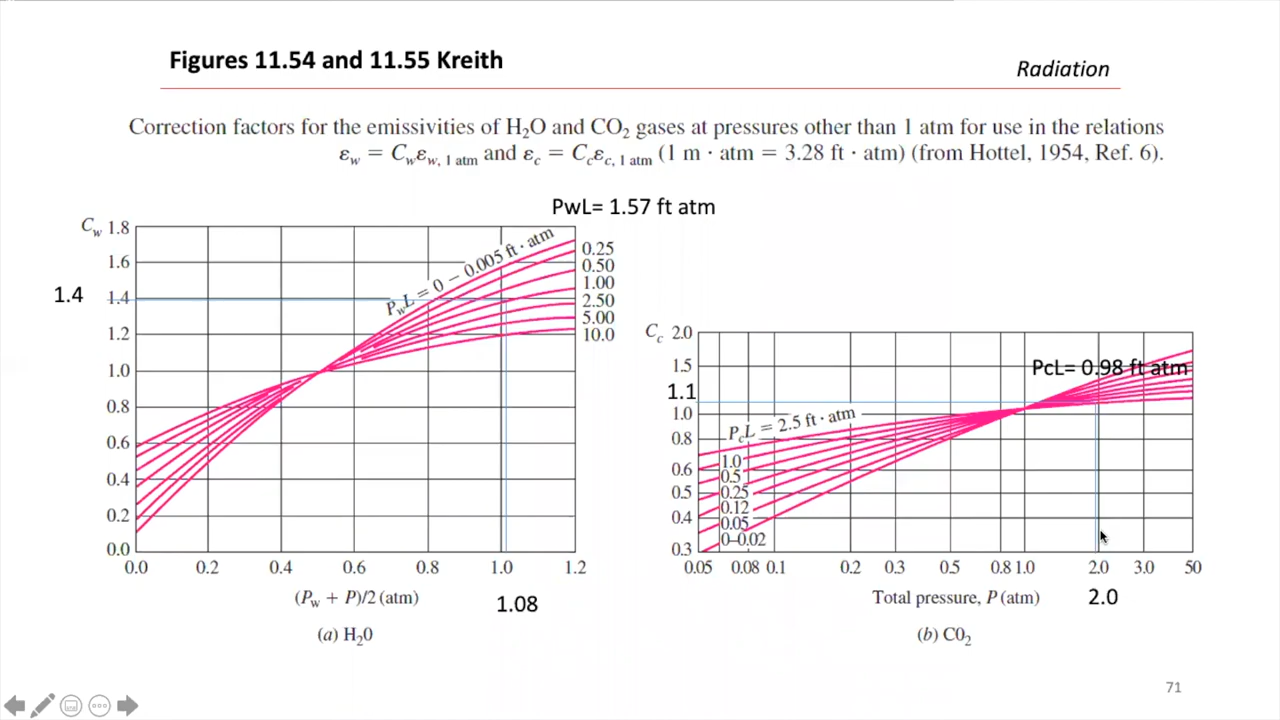 Figures 11.54 and 11.55 Kreith
Radiation
Correction factors for the emissivities of H₂O and CO₂ gases at pressures other than 1 atm for use in the relations
εw = Cwεw, 1 atm and εc = Ccεc, 1 atm (1 m · atm = 3.28 ft · atm) (from Hottel, 1954, Ref. 6).
PwL= 1.57 ft atm
Cw 1.8
1.6
1.4
1.4
1.2
1.0
0.8
0.6
0.4
0.2
0.0
PwL = 0 – 0.005 ft · atm
0.25
0.50
1.00
2.50
5.00
10.0
0.0 0.2 0.4 0.6 0.8 1.0 1.2
(Pw + P)/2 (atm)
1.08
(a) H₂0
Cc 2.0
1.5
1.1
1.0
0.8
0.6
0.5
0.4
0.3
PcL= 0.98 ft atm
PcL = 2.5 ft · atm
1.0
0.5
0.25
0.12
0.05
0–0.02
0.05 0.08 0.1 0.2 0.3 0.5 0.8 1.0 2.0 3.0 50
Total pressure, P (atm)
2.0
(b) C0₂
71